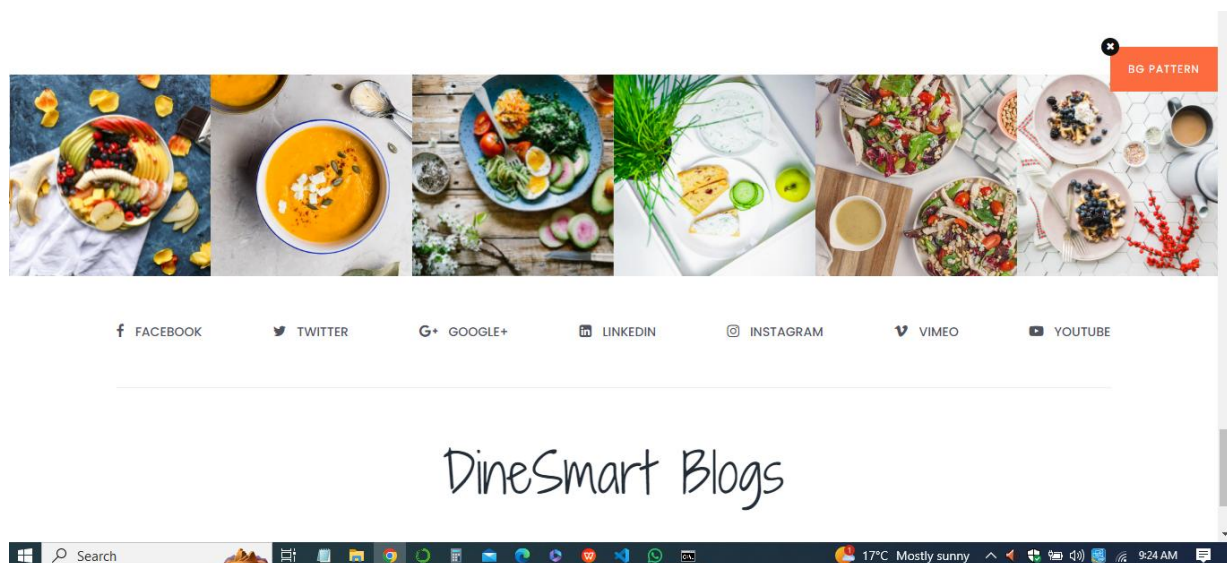 BG PATTERN
FACEBOOK TWITTER GOOGLE+ LINKEDIN INSTAGRAM VIMEO YOUTUBE
DineSmart Blogs
Search 17°C Mostly sunny 9:24 AM